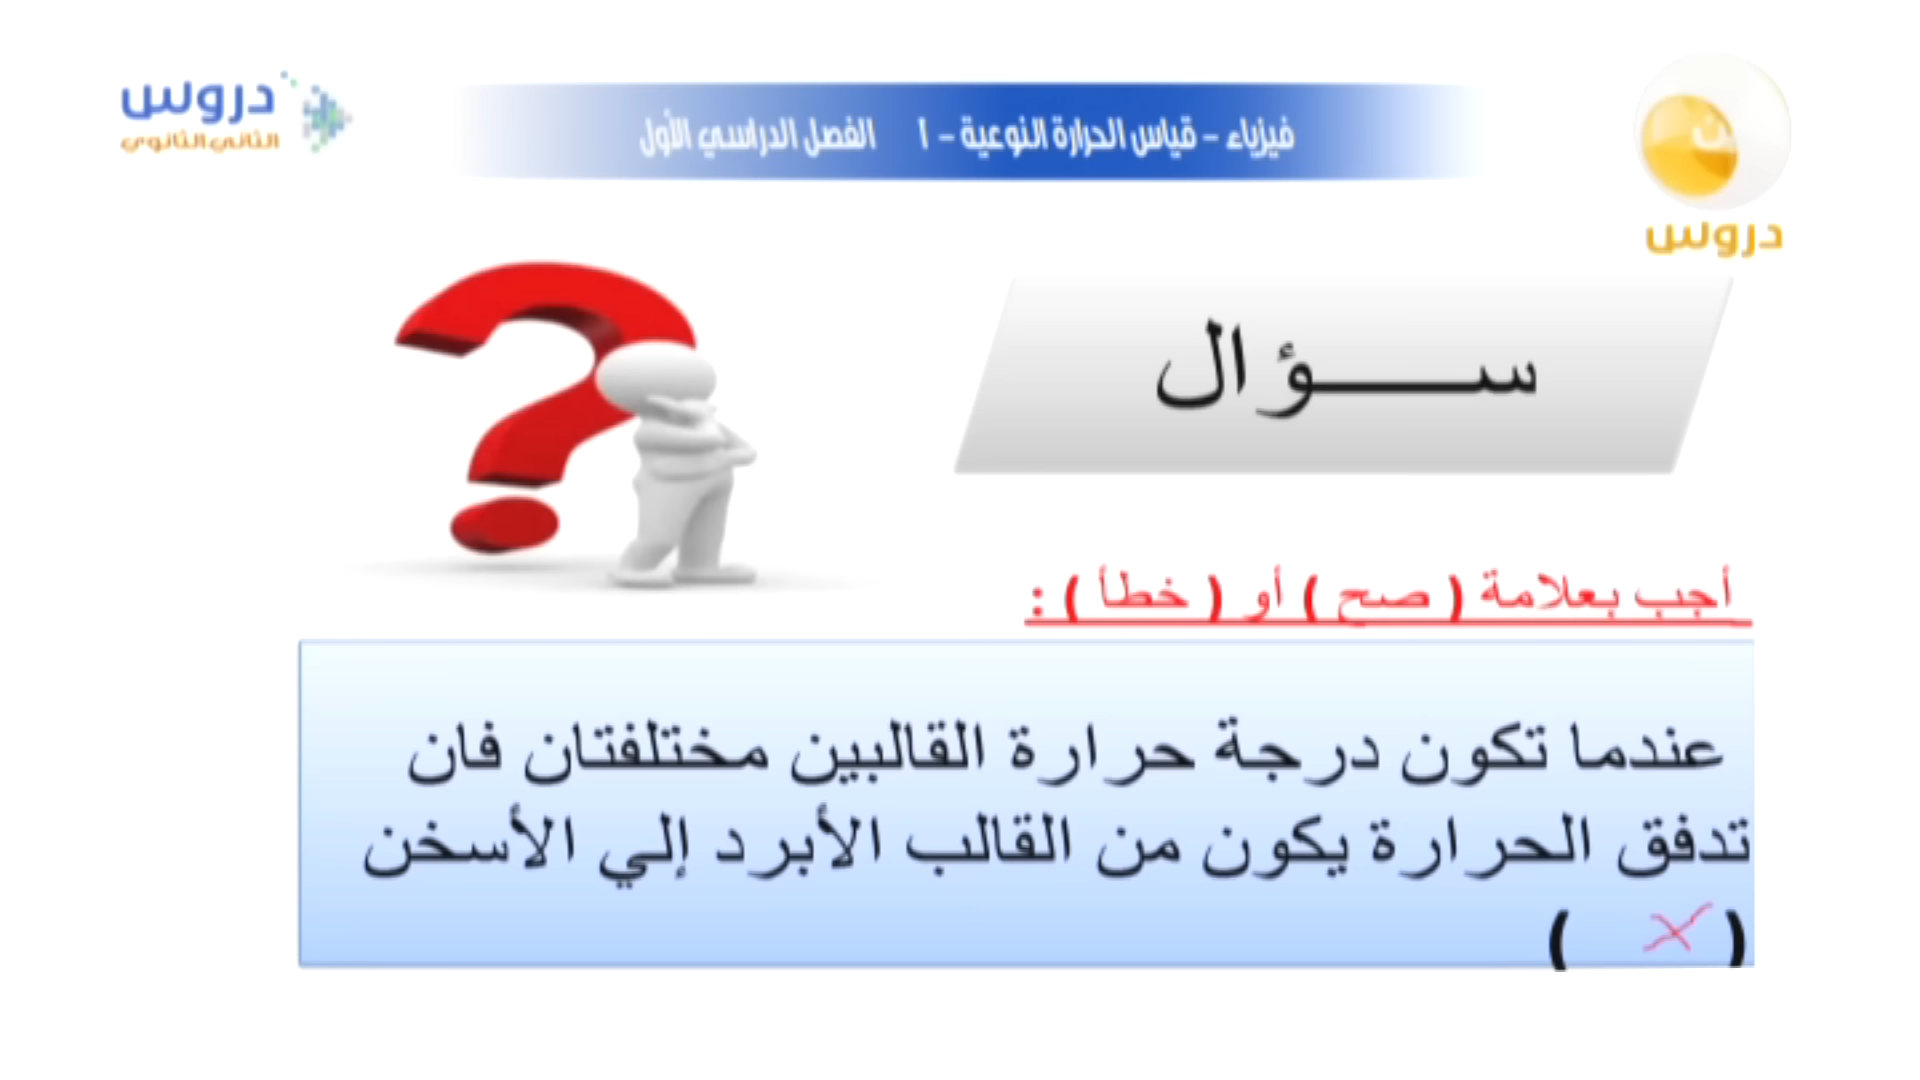 دروس
الثاني الثانوي
فيزياء - قياس الحرارة النوعية - ١ الفصل الدراسي الأول
ن
دروس
ســـــؤال
أجب بعلامة ( صح ) أو ( خطأ ) :
عندما تكون درجة حرارة القالبين مختلفتان فان
تدفق الحرارة يكون من القالب الأبرد إلي الأسخن
( × )